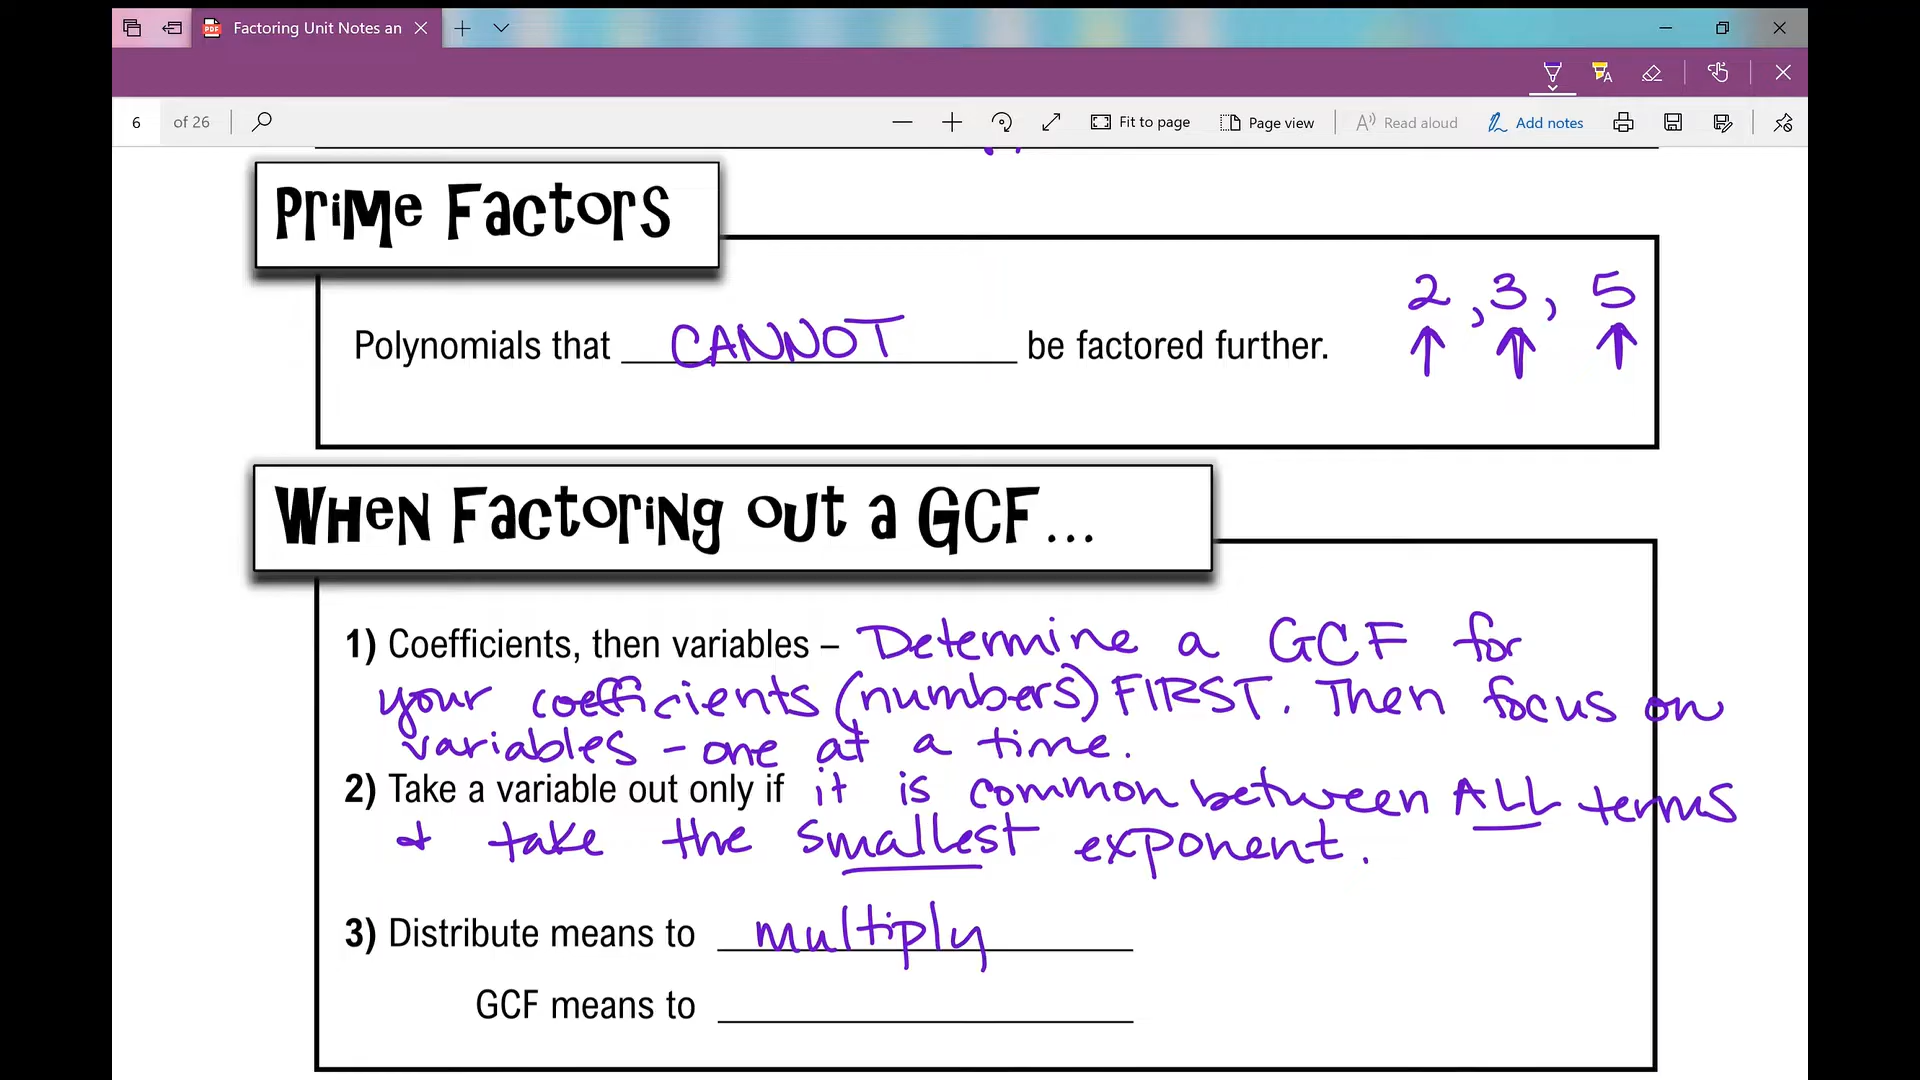 Factoring Unit Notes an
6 of 26
Fit to page
Page view
Read aloud
Add notes
Prime Factors
2, 3, 5
Polynomials that CANNOT be factored further.
When Factoring out a GCF...
1) Coefficients, then variables – Determine a GCF for
your coefficients (numbers) FIRST. Then focus on
variables - one at a time.
2) Take a variable out only if it is common between ALL terms
& take the smallest exponent.
3) Distribute means to multiply
GCF means to